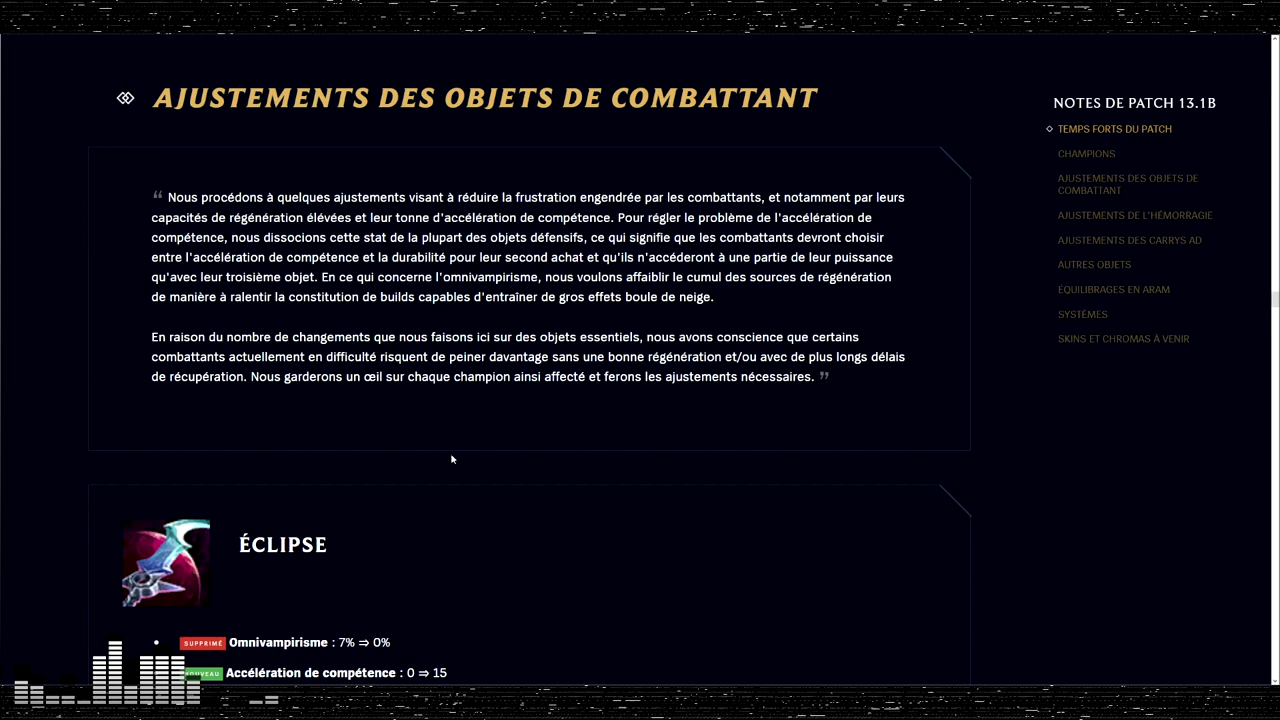 AJUSTEMENTS DES OBJETS DE COMBATTANT
“ Nous procédons à quelques ajustements visant à réduire la frustration engendrée par les combattants, et notamment par leurs
capacités de régénération élévées et leur tonne d'accélération de compétence. Pour régler le problème de l'accélération de
compétence, nous dissocions cette stat de la plupart des objets défensifs, ce qui signifie que les combattants devront choisir
entre l'accélération de compétence et la durabilité pour leur second achat et qu'ils n'accéderont à une partie de leur puissance
qu'avec leur troisième objet. En ce qui concerne l'omnivampirisme, nous voulons affaiblir le cumul des sources de régénération
de manière à ralentir la constitution de builds capables d'entraîner de gros effets boule de neige.
En raison du nombre de changements que nous faisons ici sur des objets essentiels, nous avons conscience que certains
combattants actuellement en difficulté risquent de peiner davantage sans une bonne régénération et/ou avec de plus longs délais
de récupération. Nous garderons un œil sur chaque champion ainsi affecté et ferons les ajustements nécessaires. ”
ÉCLIPSE
SUPPRIMÉ Omnivampirisme : 7% ⇒ 0%
NOUVEAU Accélération de compétence : 0 ⇒ 15
NOTES DE PATCH 13.1B
TEMPS FORTS DU PATCH
CHAMPIONS
AJUSTEMENTS DES OBJETS DE
COMBATTANT
AJUSTEMENTS DE L'HÉMORRAGIE
AJUSTEMENTS DES CARRYS AD
AUTRES OBJETS
ÉQUILIBRAGES EN ARAM
SYSTÈMES
SKINS ET CHROMAS À VENIR